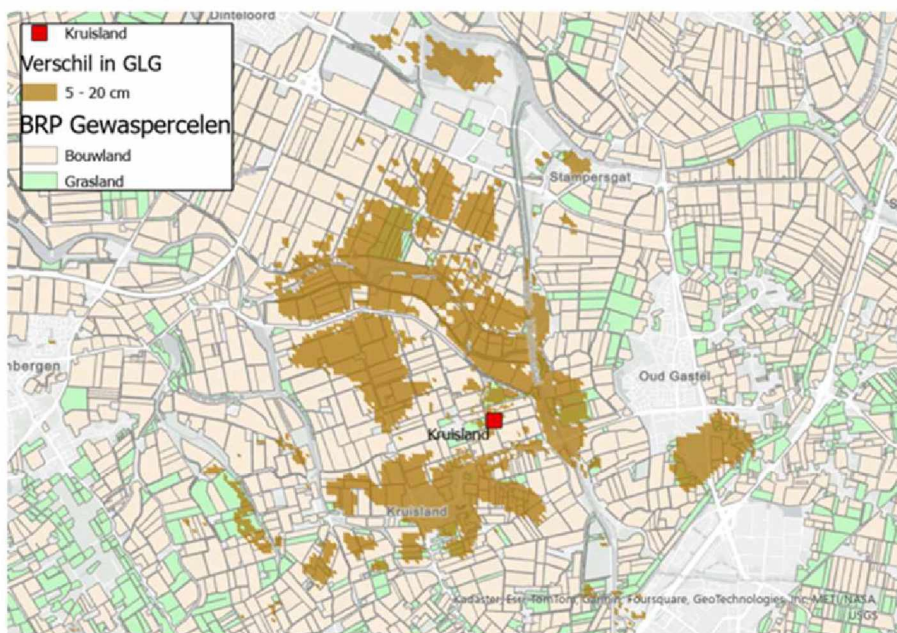 Dinteloord
Kruisland
Verschil in GLG
5 - 20 cm
BRP Gewaspercelen
Bouwland
Grasland
Stampersgat
S
nbergen
Oud Gastel
Kruisland
Kruisland
Kadaster, Esri, TomTom, Garmin, Foursquare, GeoTechnologies, Inc, METI/NASA,
USGS